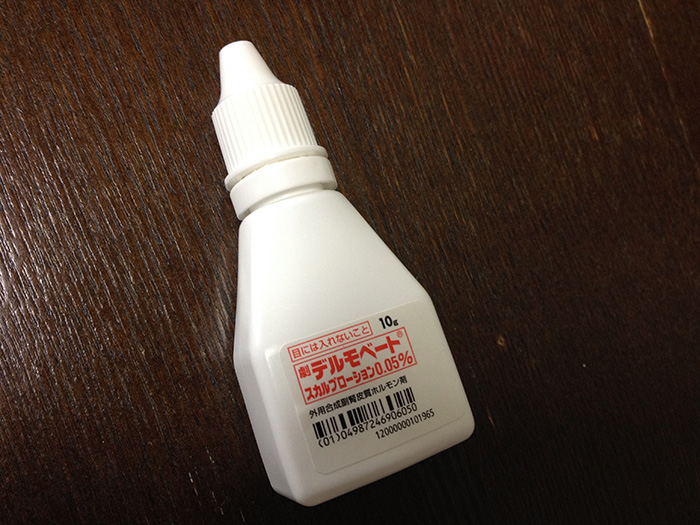 目には入れないこと 10g
劇 デルモベート®
スカルプローション0.05%
外用合成副腎皮質ホルモン剤
(01)04987246906050
12000000101965